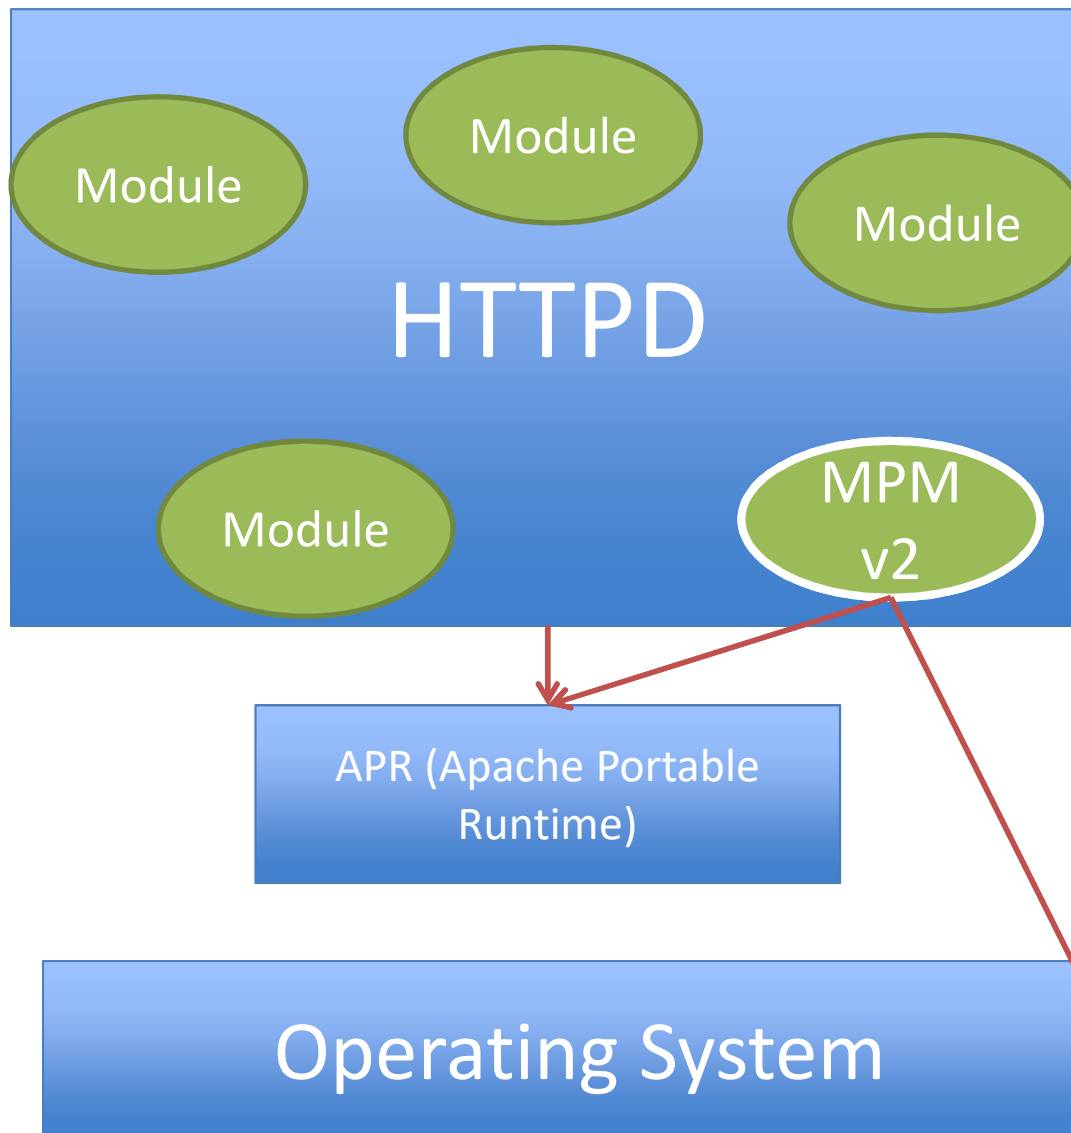 Module
Module
Module
HTTPD
Module
MPM
v2
APR (Apache Portable
Runtime)
Operating System